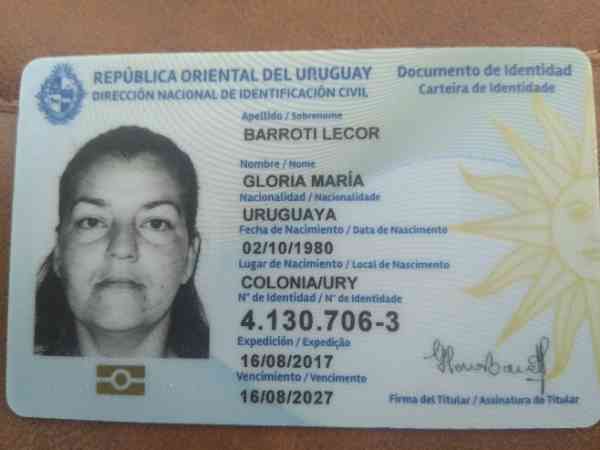 REPÚBLICA ORIENTAL DEL URUGUAY
DIRECCIÓN NACIONAL DE IDENTIFICACIÓN CIVIL
Documento de Identidad
Carteira de Identidade
Apellido / Sobrenome
BARROTI LECOR
Nombre / Nome
GLORIA MARÍA
Nacionalidad / Nacionalidade
URUGUAYA
Fecha de Nacimiento / Data de Nascimento
02/10/1980
Lugar de Nacimiento / Local de Nascimento
COLONIA/URY
N° de Identidad / N° de Identidade
4.130.706-3
Expedición / Expedição
16/08/2017
Vencimiento / Vencimento
16/08/2027
Firma del Titular / Assinatura do Titular